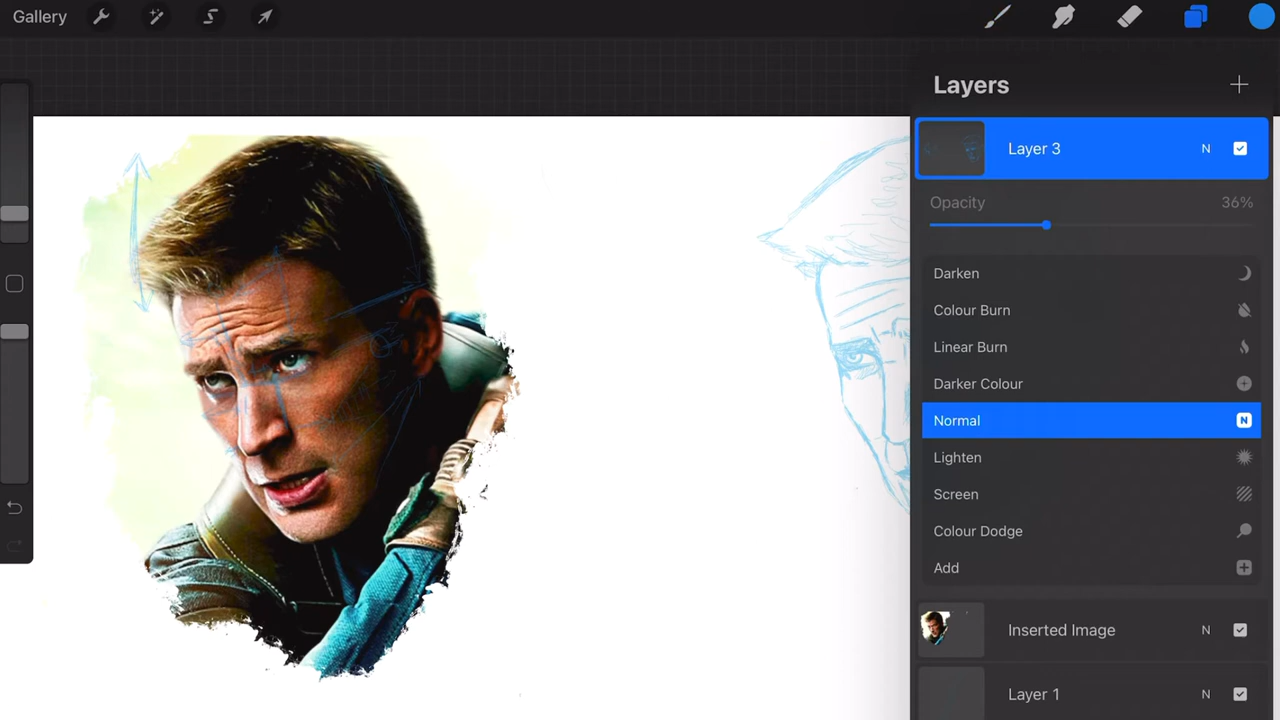 Gallery
Layers
Layer 3 N
Opacity 36%
Darken
Colour Burn
Linear Burn
Darker Colour
Normal N
Lighten
Screen
Colour Dodge
Add
Inserted Image N
Layer 1 N